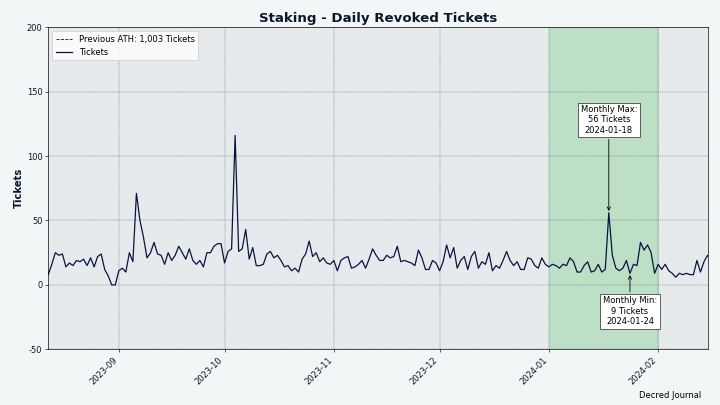 Staking - Daily Revoked Tickets
Previous ATH: 1,003 Tickets
Tickets
200
150
100
50
0
-50
Tickets
Monthly Max:
56 Tickets
2024-01-18
Monthly Min:
9 Tickets
2024-01-24
2023-09
2023-10
2023-11
2023-12
2024-01
2024-02
Decred Journal